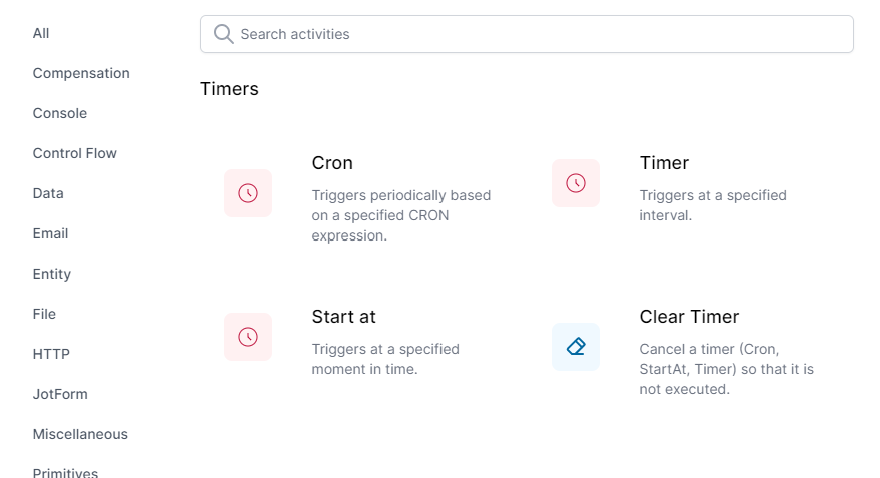 All
Compensation
Console
Control Flow
Data
Email
Entity
File
HTTP
JotForm
Miscellaneous
Primitives
Search activities
Timers
Cron
Triggers periodically based
on a specified CRON
expression.
Timer
Triggers at a specified
interval.
Start at
Triggers at a specified
moment in time.
Clear Timer
Cancel a timer (Cron,
StartAt, Timer) so that it is
not executed.